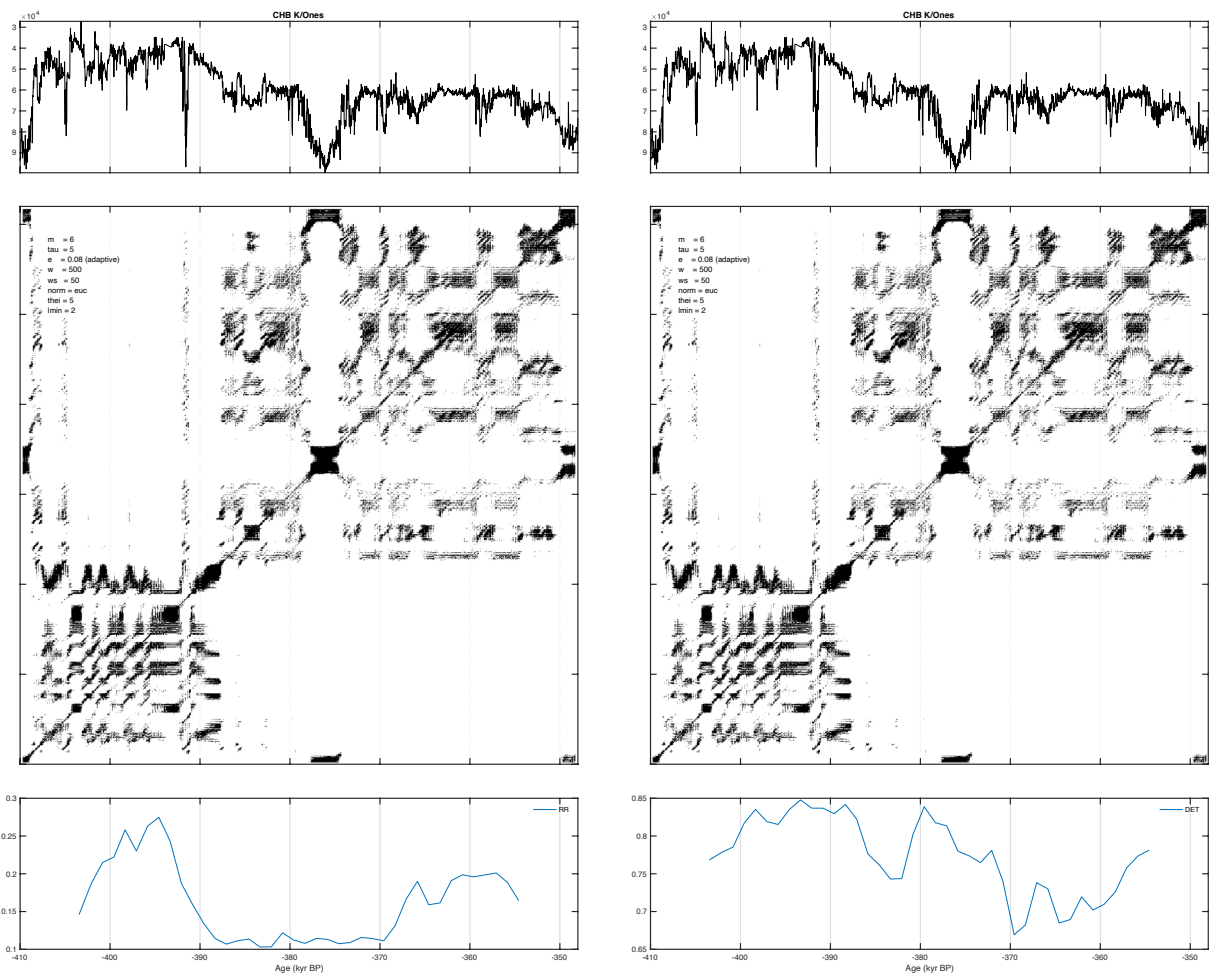 CHB K/Ones
×10⁴
3
4
5
6
7
8
9
m = 6
tau = 5
e = 0.08 (adaptive)
w = 500
ws = 50
norm = euc
thei = 5
lmin = 2
0.3
0.25
0.2
0.15
0.1
RR
-410
-400
-390
-380
-370
-360
-350
Age (kyr BP)
CHB K/Ones
×10⁴
3
4
5
6
7
8
9
m = 6
tau = 5
e = 0.08 (adaptive)
w = 500
ws = 50
norm = euc
thei = 5
lmin = 2
0.85
0.8
0.75
0.7
0.65
DET
-410
-400
-390
-380
-370
-360
-350
Age (kyr BP)